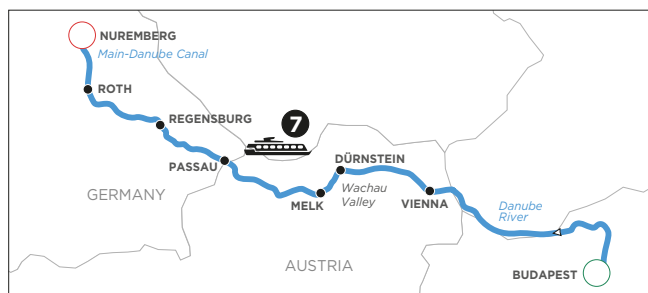 NUREMBERG
Main-Danube Canal
ROTH
REGENSBURG
7
PASSAU
DÜRNSTEIN
GERMANY
Wachau
Valley
MELK
VIENNA
Danube
River
AUSTRIA
BUDAPEST